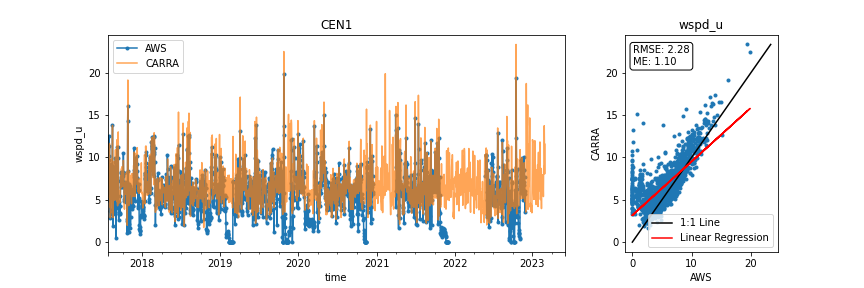 CEN1
wspd_u
AWS
CARRA
RMSE: 2.28
ME: 1.10
20
15
10
5
0
wspd_u
2018
2019
2020
2021
2022
2023
time
20
15
10
5
0
CARRA
1:1 Line
Linear Regression
0
10
20
AWS